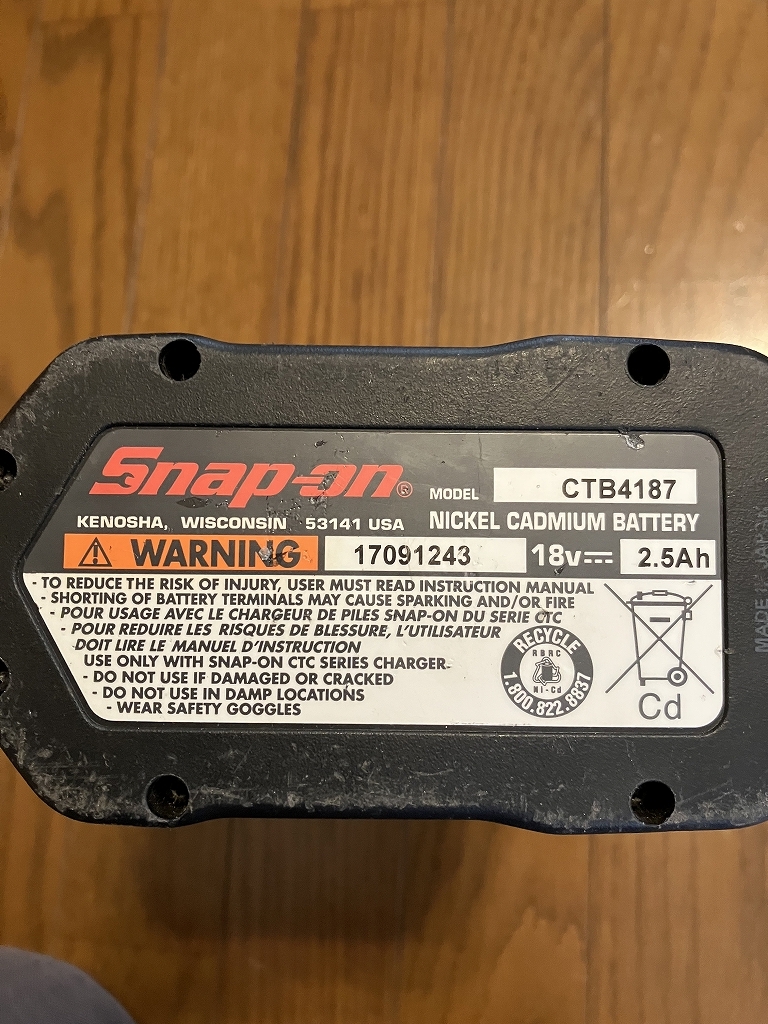 Snap-on®
MODEL CTB4187
KENOSHA, WISCONSIN 53141 USA NICKEL CADMIUM BATTERY
WARNING 17091243 18v 2.5Ah
- TO REDUCE THE RISK OF INJURY, USER MUST READ INSTRUCTION MANUAL
- SHORTING OF BATTERY TERMINALS MAY CAUSE SPARKING AND/OR FIRE
- POUR USAGE AVEC LE CHARGEUR DE PILES SNAP-ON DU SERIE CTC
- POUR REDUIRE LES RISQUES DE BLESSURE, L'UTILISATEUR
DOIT LIRE LE MANUEL D'INSTRUCTION
USE ONLY WITH SNAP-ON CTC SERIES CHARGER.
- DO NOT USE IF DAMAGED OR CRACKED
- DO NOT USE IN DAMP LOCATIONS
- WEAR SAFETY GOGGLES
RECYCLE
RBRC
Ni-Cd
1.800.822.8837
Cd
MADE IN JAPAN